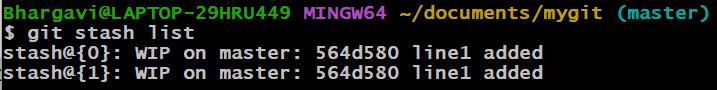 Bhargavi@LAPTOP-29HRU449 MINGW64 ~/documents/mygit (master)
$ git stash list
stash@{0}: WIP on master: 564d580 line1 added
stash@{1}: WIP on master: 564d580 line1 added